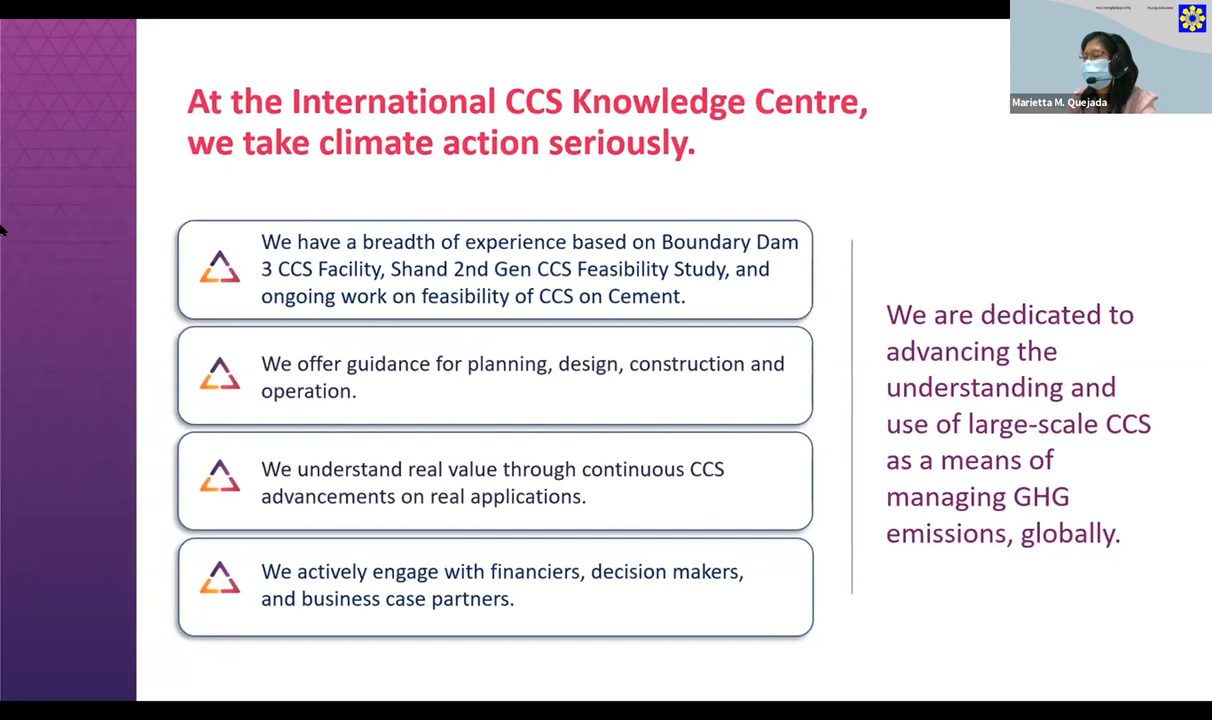 At the International CCS Knowledge Centre,
we take climate action seriously.
We have a breadth of experience based on Boundary Dam
3 CCS Facility, Shand 2nd Gen CCS Feasibility Study, and
ongoing work on feasibility of CCS on Cement.
We offer guidance for planning, design, construction and
operation.
We understand real value through continuous CCS
advancements on real applications.
We actively engage with financiers, decision makers,
and business case partners.
We are dedicated to
advancing the
understanding and
use of large-scale CCS
as a means of
managing GHG
emissions, globally.
Marietta M. Quejada